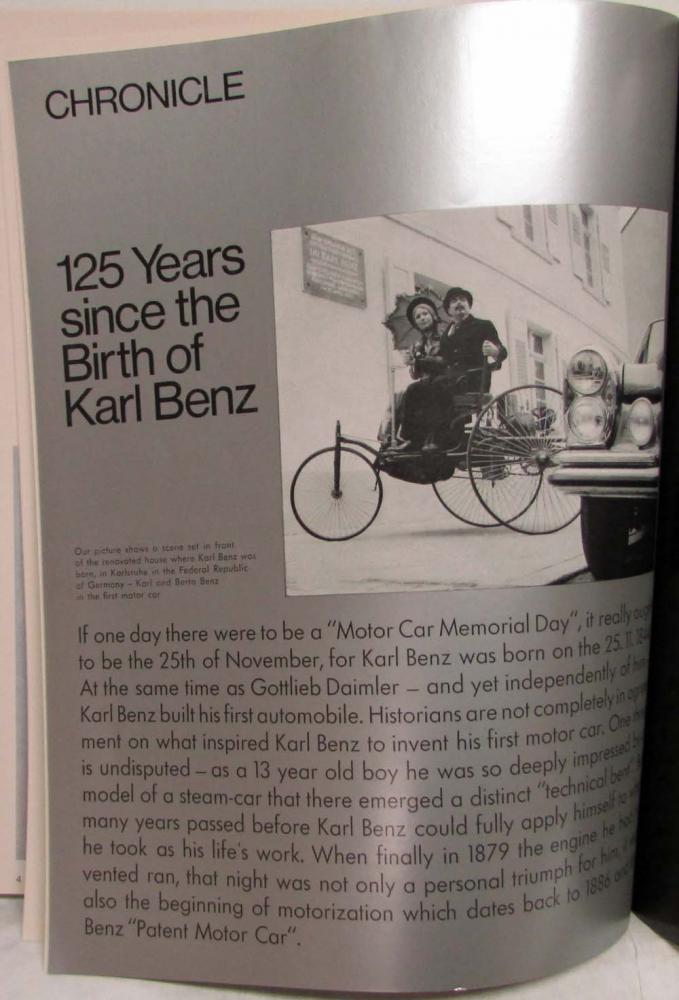 CHRONICLE
125 Years
since the
Birth of
Karl Benz
Our picture shows a scene set in front
of the renovated house where Karl Benz was
born, in Karlsruhe in the Federal Republic
of Germany – Karl and Berta Benz
in the first motor car
If one day there were to be a "Motor Car Memorial Day", it really
to be the 25th of November, for Karl Benz was born on the 25. 11.
At the same time as Gottlieb Daimler – and yet independently of
Karl Benz built his first automobile. Historians are not completely in
ment on what inspired Karl Benz to invent his first motor car. One
is undisputed – as a 13 year old boy he was so deeply impressed
model of a steam-car that there emerged a distinct "technical bent".
many years passed before Karl Benz could fully apply himself to
he took as his life's work. When finally in 1879 the engine he
vented ran, that night was not only a personal triumph for him,
also the beginning of motorization which dates back to 1886
Benz "Patent Motor Car".
4